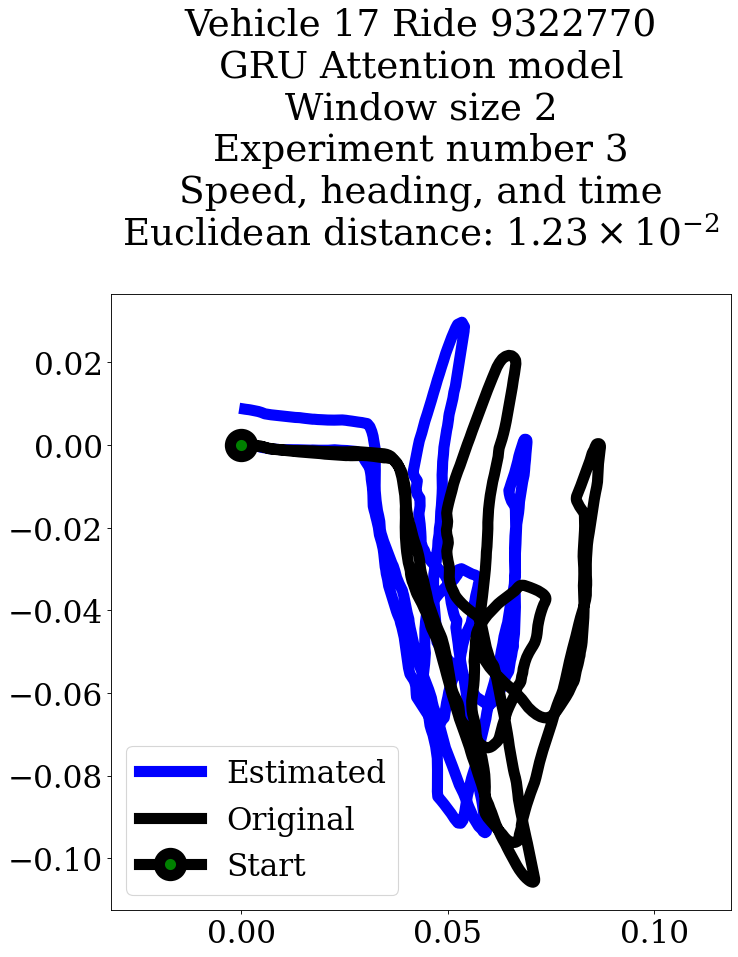 Vehicle 17 Ride 9322770
GRU Attention model
Window size 2
Experiment number 3
Speed, heading, and time
Euclidean distance: 1.23 × 10⁻²
0.02
0.00
−0.02
−0.04
−0.06
−0.08
−0.10
Estimated
Original
Start
0.00 0.05 0.10